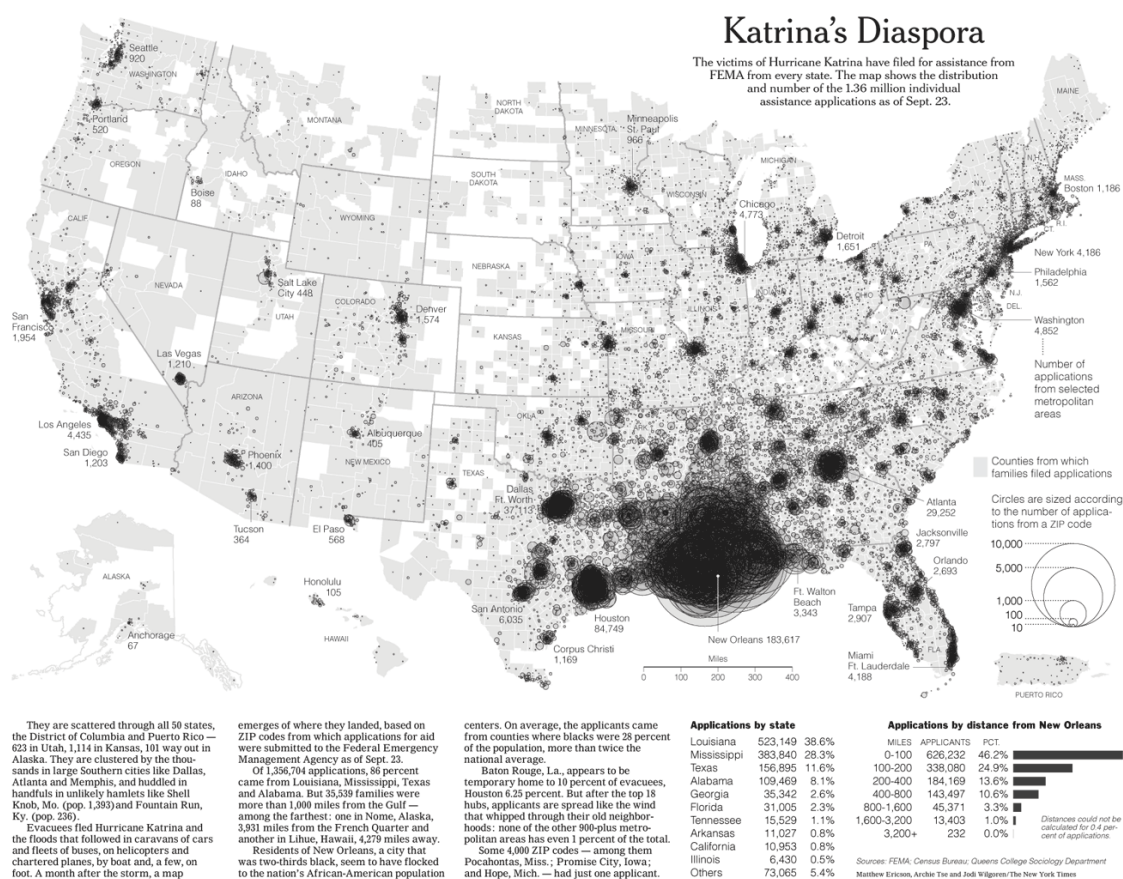 Katrina's Diaspora
The victims of Hurricane Katrina have filed for assistance from
FEMA from every state. The map shows the distribution
and number of the 1.36 million individual
assistance applications as of Sept. 23.
Seattle
920
WASHINGTON
Portland
520
OREGON
IDAHO
Boise
88
MONTANA
NORTH
DAKOTA
SOUTH
DAKOTA
MINNESOTA
Minneapolis
St. Paul
966
WISCONSIN
MICHIGAN
Chicago
4,773
Detroit
1,651
MAINE
MASS.
Boston 1,186
R.I.
CT.
N.Y.
PA.
New York 4,186
Philadelphia
1,562
N.J.
DEL.
Washington
4,852
Number of
applications
from selected
metropolitan
areas
CALIF
NEVADA
WYOMING
NEBRASKA
IOWA
Salt Lake
City 448
UTAH
COLORADO
Denver
1,574
KANSAS
MISSOURI
ILLINOIS
IND.
OHIO
W. VA.
San
Francisco
1,954
Las Vegas
1,210
ARIZONA
Los Angeles
4,435
San Diego
1,203
Phoenix
1,400
Albuquerque
405
NEW MEXICO
OKLA.
TEXAS
Tucson
364
El Paso
568
Dallas
Ft. Worth
37,113
Counties from which
families filed applications
Circles are sized according
to the number of applica-
tions from a ZIP code
10,000
5,000
1,000
100
10
S.C.
GA.
Atlanta
29,252
Jacksonville
2,797
Orlando
2,693
Tampa
2,907
FLA.
Miami
Ft. Lauderdale
4,188
Ft. Walton
Beach
3,343
New Orleans 183,617
San Antonio
6,035
Houston
84,749
Corpus Christi
1,169
Miles
0 100 200 300 400
ALASKA
Anchorage
67
Honolulu
105
HAWAII
PUERTO RICO
They are scattered through all 50 states,
the District of Columbia and Puerto Rico —
623 in Utah, 1,114 in Kansas, 101 way out in
Alaska. They are clustered by the thou-
sands in large Southern cities like Dallas,
Atlanta and Memphis, and huddled in
handfuls in unlikely hamlets like Shell
Knob, Mo. (pop. 1,393) and Fountain Run,
Ky. (pop. 236).
Evacuees fled Hurricane Katrina and
the floods that followed in caravans of cars
and fleets of buses, on helicopters and
chartered planes, by boat and, a few, on
foot. A month after the storm, a map
emerges of where they landed, based on
ZIP codes from which applications for aid
were submitted to the Federal Emergency
Management Agency as of Sept. 23.
Of 1,356,704 applications, 86 percent
came from Louisiana, Mississippi, Texas
and Alabama. But 35,539 families were
more than 1,000 miles from the Gulf —
among the farthest: one in Nome, Alaska,
3,931 miles from the French Quarter and
another in Lihue, Hawaii, 4,279 miles away.
Residents of New Orleans, a city that
was two-thirds black, seem to have flocked
to the nation's African-American population
centers. On average, the applicants came
from counties where blacks were 28 percent
of the population, more than twice the
national average.
Baton Rouge, La., appears to be
temporary home to 10 percent of evacuees,
Houston 6.25 percent. But after the top 18
hubs, applicants are spread like the wind
that whipped through their old neighbor-
hoods: none of the other 900-plus metro-
politan areas has even 1 percent of the total.
Some 4,000 ZIP codes — among them
Pocahontas, Miss.; Promise City, Iowa;
and Hope, Mich. — had just one applicant.
Applications by state
Louisiana 523,149 38.6%
Mississippi 383,840 28.3%
Texas 156,895 11.6%
Alabama 109,469 8.1%
Georgia 35,342 2.6%
Florida 31,005 2.3%
Tennessee 15,529 1.1%
Arkansas 11,027 0.8%
California 10,953 0.8%
Illinois 6,430 0.5%
Others 73,065 5.4%
Applications by distance from New Orleans
MILES APPLICANTS PCT.
0-100 626,232 46.2%
100-200 338,080 24.9%
200-400 184,169 13.6%
400-800 143,497 10.6%
800-1,600 45,371 3.3%
1,600-3,200 13,403 1.0%
3,200+ 232 0.0%
Distances could not be
calculated for 0.4 per-
cent of applications.
Sources: FEMA; Census Bureau; Queens College Sociology Department
Matthew Ericson, Archie Tse and Jodi Wilgoren/The New York Times